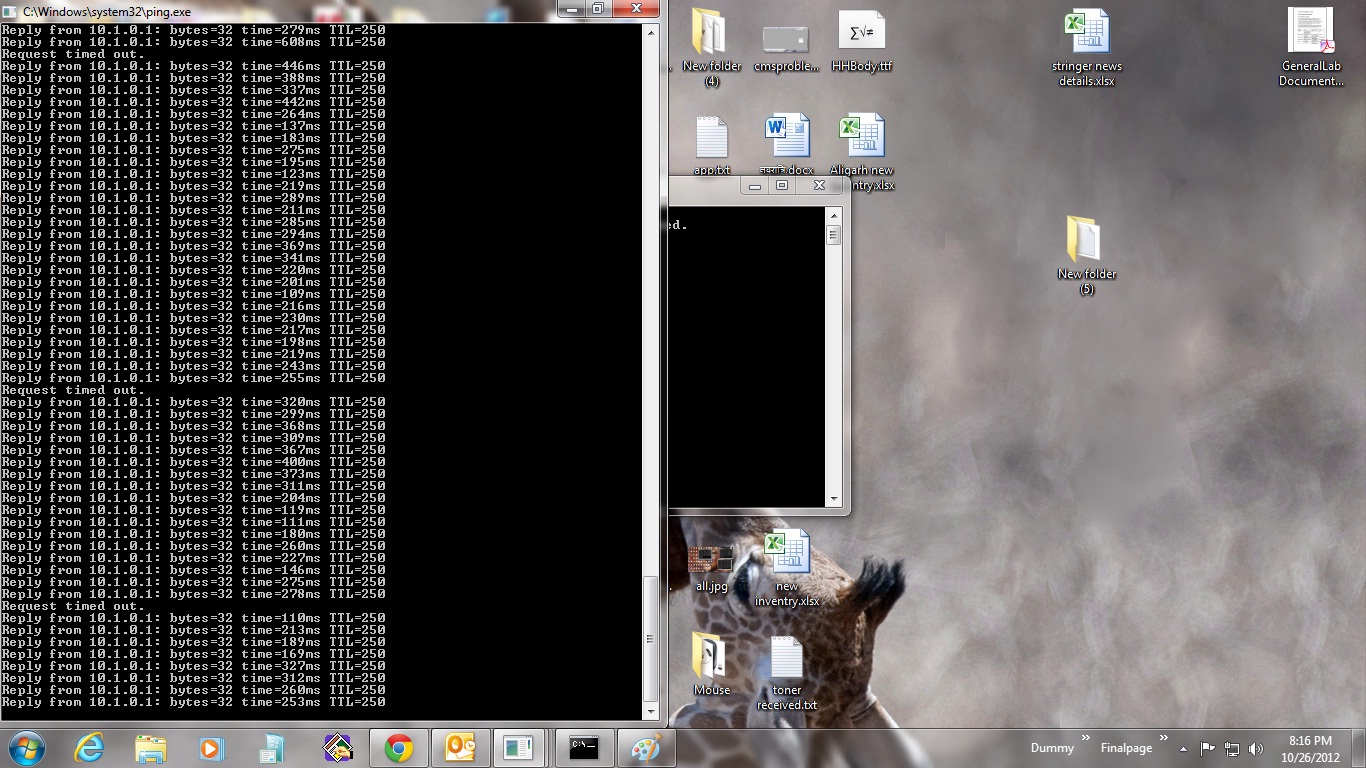 C:\Windows\system32\ping.exe
Reply from 10.1.0.1: bytes=32 time=279ms TTL=250
Reply from 10.1.0.1: bytes=32 time=608ms TTL=250
Request timed out.
Reply from 10.1.0.1: bytes=32 time=446ms TTL=250
Reply from 10.1.0.1: bytes=32 time=388ms TTL=250
Reply from 10.1.0.1: bytes=32 time=337ms TTL=250
Reply from 10.1.0.1: bytes=32 time=442ms TTL=250
Reply from 10.1.0.1: bytes=32 time=264ms TTL=250
Reply from 10.1.0.1: bytes=32 time=137ms TTL=250
Reply from 10.1.0.1: bytes=32 time=183ms TTL=250
Reply from 10.1.0.1: bytes=32 time=275ms TTL=250
Reply from 10.1.0.1: bytes=32 time=195ms TTL=250
Reply from 10.1.0.1: bytes=32 time=123ms TTL=250
Reply from 10.1.0.1: bytes=32 time=219ms TTL=250
Reply from 10.1.0.1: bytes=32 time=289ms TTL=250
Reply from 10.1.0.1: bytes=32 time=211ms TTL=250
Reply from 10.1.0.1: bytes=32 time=285ms TTL=250
Reply from 10.1.0.1: bytes=32 time=294ms TTL=250
Reply from 10.1.0.1: bytes=32 time=369ms TTL=250
Reply from 10.1.0.1: bytes=32 time=341ms TTL=250
Reply from 10.1.0.1: bytes=32 time=220ms TTL=250
Reply from 10.1.0.1: bytes=32 time=201ms TTL=250
Reply from 10.1.0.1: bytes=32 time=109ms TTL=250
Reply from 10.1.0.1: bytes=32 time=216ms TTL=250
Reply from 10.1.0.1: bytes=32 time=230ms TTL=250
Reply from 10.1.0.1: bytes=32 time=217ms TTL=250
Reply from 10.1.0.1: bytes=32 time=198ms TTL=250
Reply from 10.1.0.1: bytes=32 time=219ms TTL=250
Reply from 10.1.0.1: bytes=32 time=243ms TTL=250
Reply from 10.1.0.1: bytes=32 time=255ms TTL=250
Request timed out.
Reply from 10.1.0.1: bytes=32 time=320ms TTL=250
Reply from 10.1.0.1: bytes=32 time=299ms TTL=250
Reply from 10.1.0.1: bytes=32 time=368ms TTL=250
Reply from 10.1.0.1: bytes=32 time=309ms TTL=250
Reply from 10.1.0.1: bytes=32 time=367ms TTL=250
Reply from 10.1.0.1: bytes=32 time=400ms TTL=250
Reply from 10.1.0.1: bytes=32 time=373ms TTL=250
Reply from 10.1.0.1: bytes=32 time=311ms TTL=250
Reply from 10.1.0.1: bytes=32 time=204ms TTL=250
Reply from 10.1.0.1: bytes=32 time=119ms TTL=250
Reply from 10.1.0.1: bytes=32 time=111ms TTL=250
Reply from 10.1.0.1: bytes=32 time=180ms TTL=250
Reply from 10.1.0.1: bytes=32 time=260ms TTL=250
Reply from 10.1.0.1: bytes=32 time=227ms TTL=250
Reply from 10.1.0.1: bytes=32 time=146ms TTL=250
Reply from 10.1.0.1: bytes=32 time=275ms TTL=250
Reply from 10.1.0.1: bytes=32 time=278ms TTL=250
Request timed out.
Reply from 10.1.0.1: bytes=32 time=110ms TTL=250
Reply from 10.1.0.1: bytes=32 time=213ms TTL=250
Reply from 10.1.0.1: bytes=32 time=189ms TTL=250
Reply from 10.1.0.1: bytes=32 time=169ms TTL=250
Reply from 10.1.0.1: bytes=32 time=327ms TTL=250
Reply from 10.1.0.1: bytes=32 time=312ms TTL=250
Reply from 10.1.0.1: bytes=32 time=260ms TTL=250
Reply from 10.1.0.1: bytes=32 time=253ms TTL=250
New folder
(4)
cmsproble...
∑√≠
HHBody.ttf
stringer news
details.xlsx
GeneralLab
Document...
app.txt
नवरात्रि.docx
Aligarh new
ntry.xlsx
ed.
New folder
(5)
all.jpg
new
inventry.xlsx
Mouse
toner
received.txt
Dummy
Finalpage
8:16 PM
10/26/2012